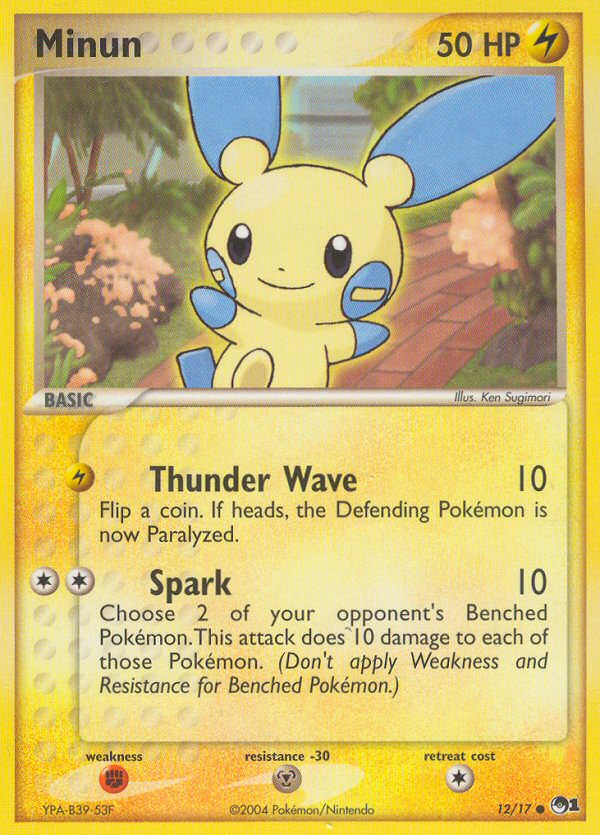 Minun 50 HP
BASIC
Illus. Ken Sugimori
Thunder Wave 10
Flip a coin. If heads, the Defending Pokémon is
now Paralyzed.
Spark 10
Choose 2 of your opponent's Benched
Pokémon. This attack does 10 damage to each of
those Pokémon. (Don't apply Weakness and
Resistance for Benched Pokémon.)
weakness resistance -30 retreat cost
YPA-B39-53F ©2004 Pokémon/Nintendo 12/17 ● 1